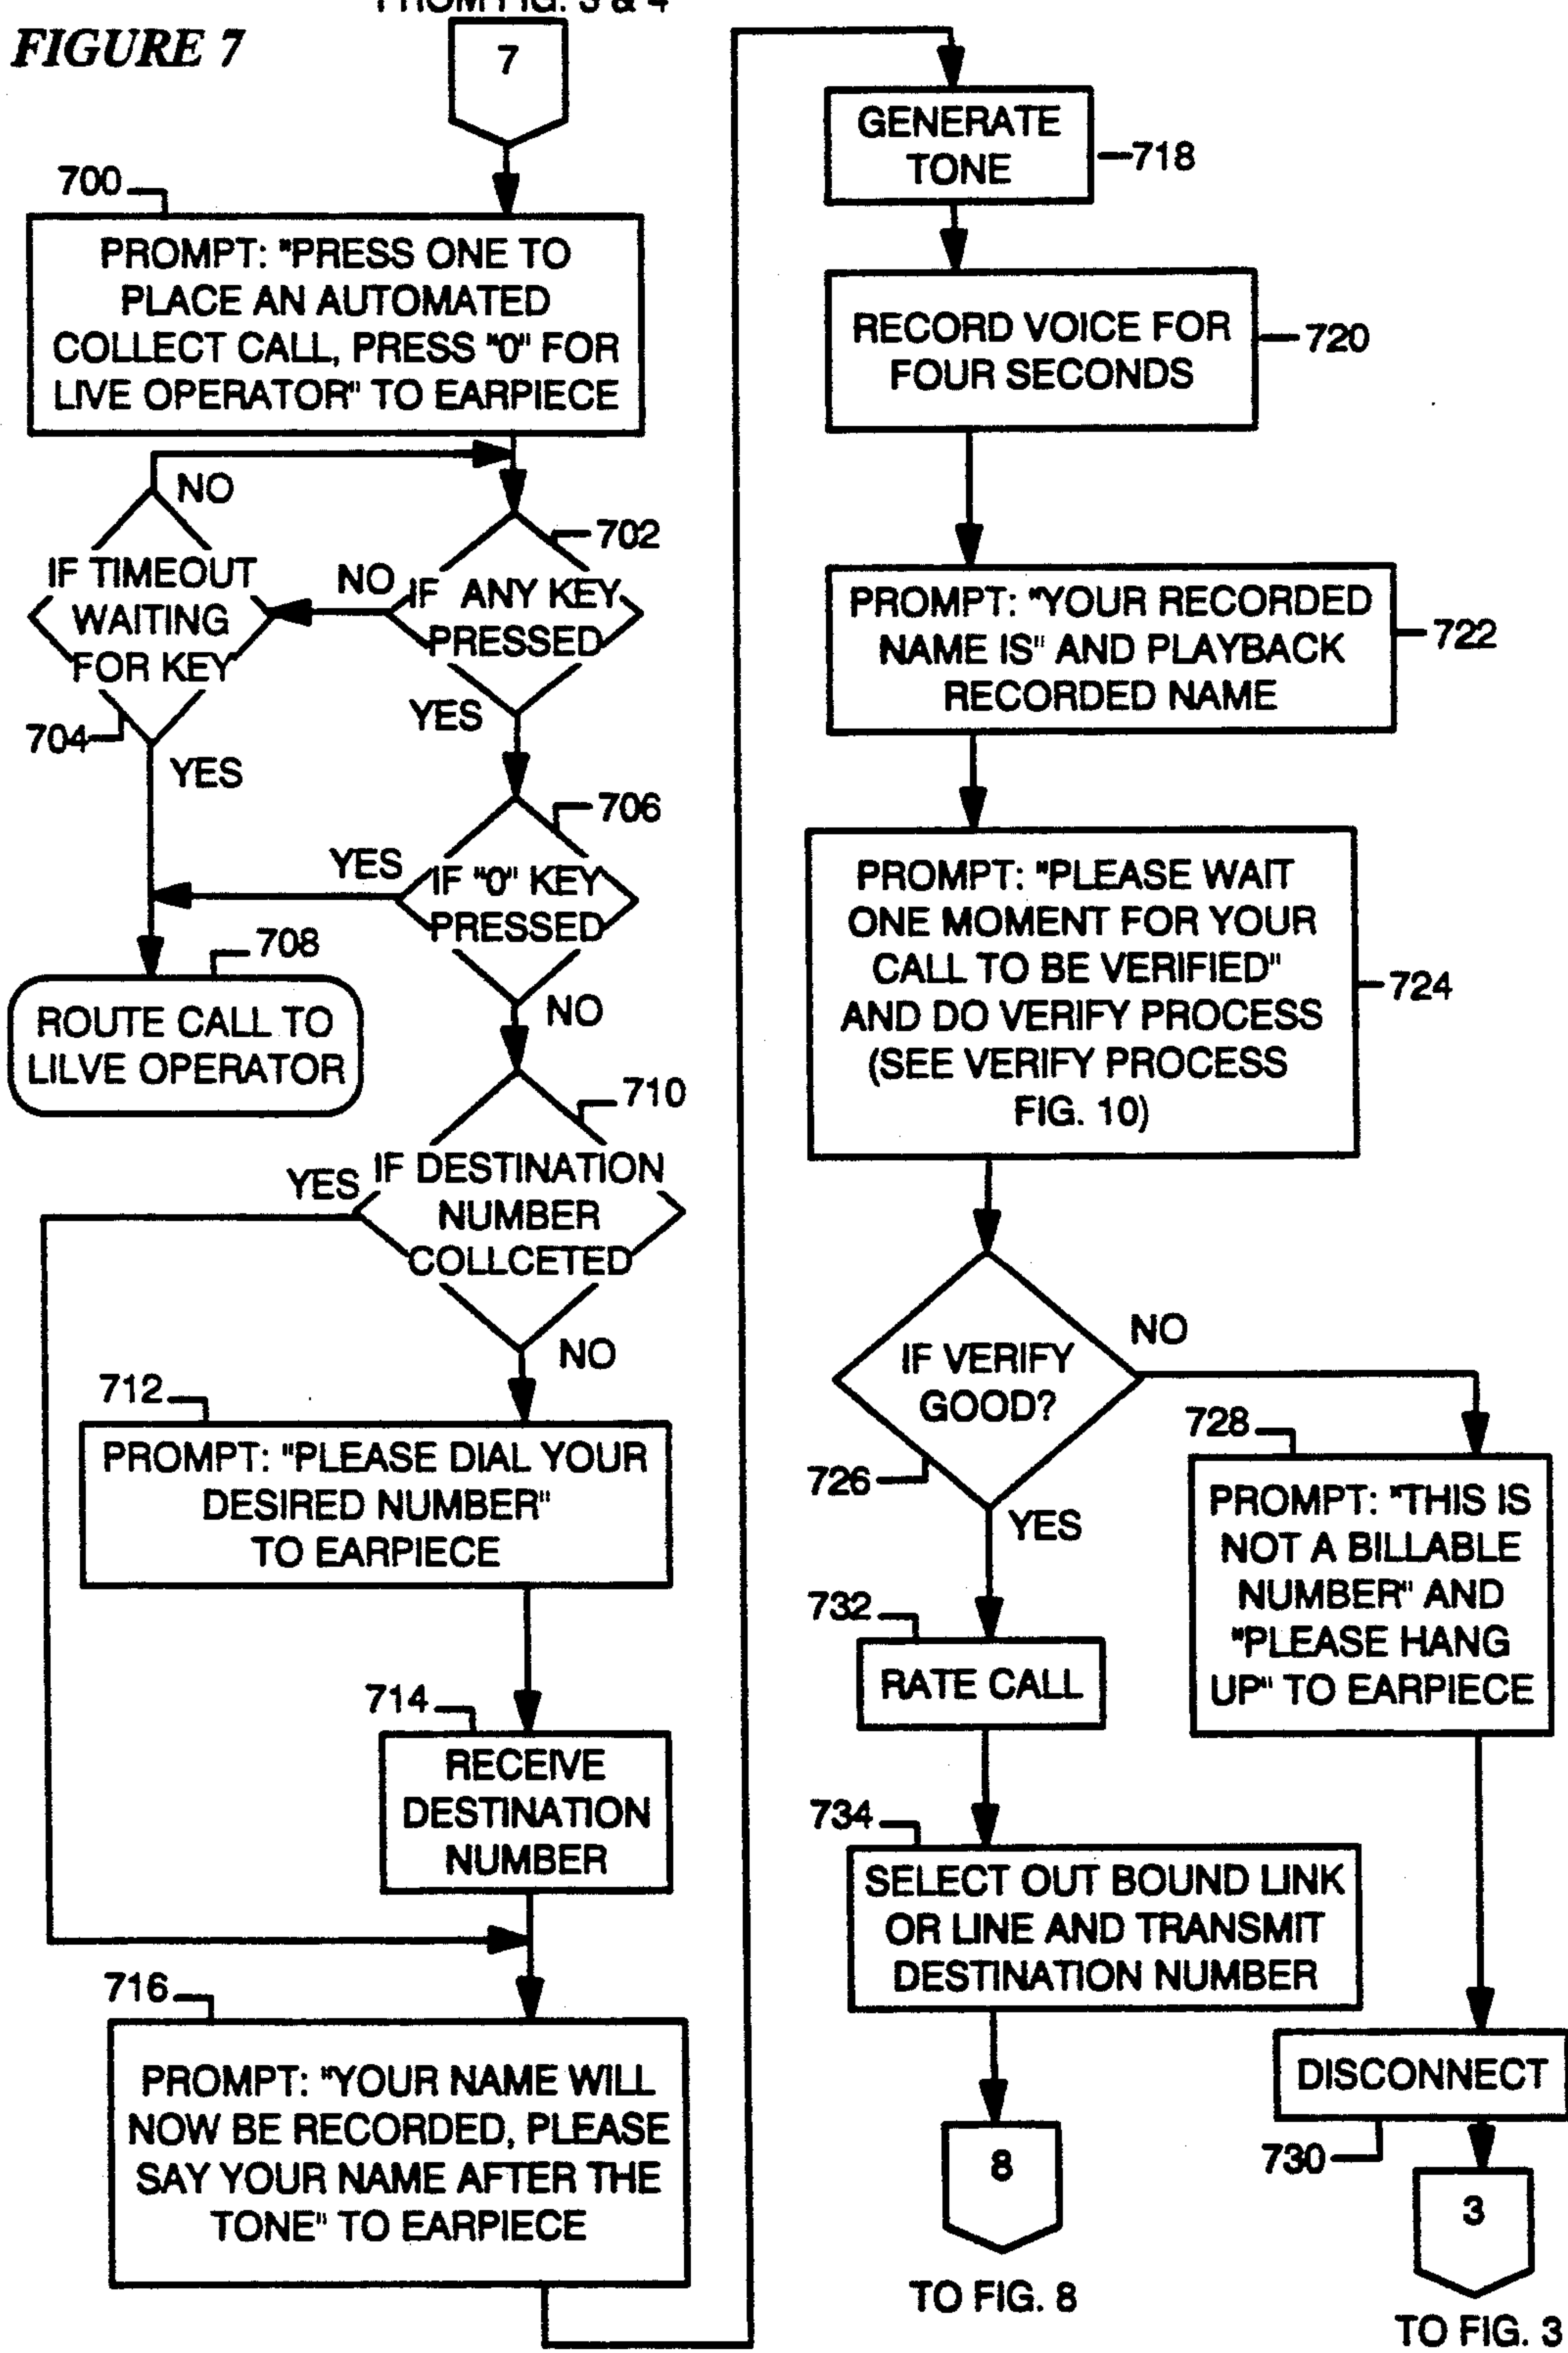 FROM FIG. 3 & 4
FIGURE 7
7
700
PROMPT: "PRESS ONE TO
PLACE AN AUTOMATED
COLLECT CALL, PRESS "0" FOR
LIVE OPERATOR" TO EARPIECE
NO
702
IF TIMEOUT
WAITING
FOR KEY
NO
IF ANY KEY
PRESSED
704
YES
YES
706
YES
IF "0" KEY
PRESSED
708
NO
ROUTE CALL TO
LILVE OPERATOR
710
YES
IF DESTINATION
NUMBER
COLLCETED
NO
712
PROMPT: "PLEASE DIAL YOUR
DESIRED NUMBER"
TO EARPIECE
714
RECEIVE
DESTINATION
NUMBER
716
PROMPT: "YOUR NAME WILL
NOW BE RECORDED, PLEASE
SAY YOUR NAME AFTER THE
TONE" TO EARPIECE
GENERATE
TONE
718
RECORD VOICE FOR
FOUR SECONDS
720
PROMPT: "YOUR RECORDED
NAME IS" AND PLAYBACK
RECORDED NAME
722
PROMPT: "PLEASE WAIT
ONE MOMENT FOR YOUR
CALL TO BE VERIFIED"
AND DO VERIFY PROCESS
(SEE VERIFY PROCESS
FIG. 10)
724
IF VERIFY
GOOD?
NO
726
YES
728
PROMPT: "THIS IS
NOT A BILLABLE
NUMBER" AND
"PLEASE HANG
UP" TO EARPIECE
732
RATE CALL
734
SELECT OUT BOUND LINK
OR LINE AND TRANSMIT
DESTINATION NUMBER
DISCONNECT
730
8
TO FIG. 8
3
TO FIG. 3